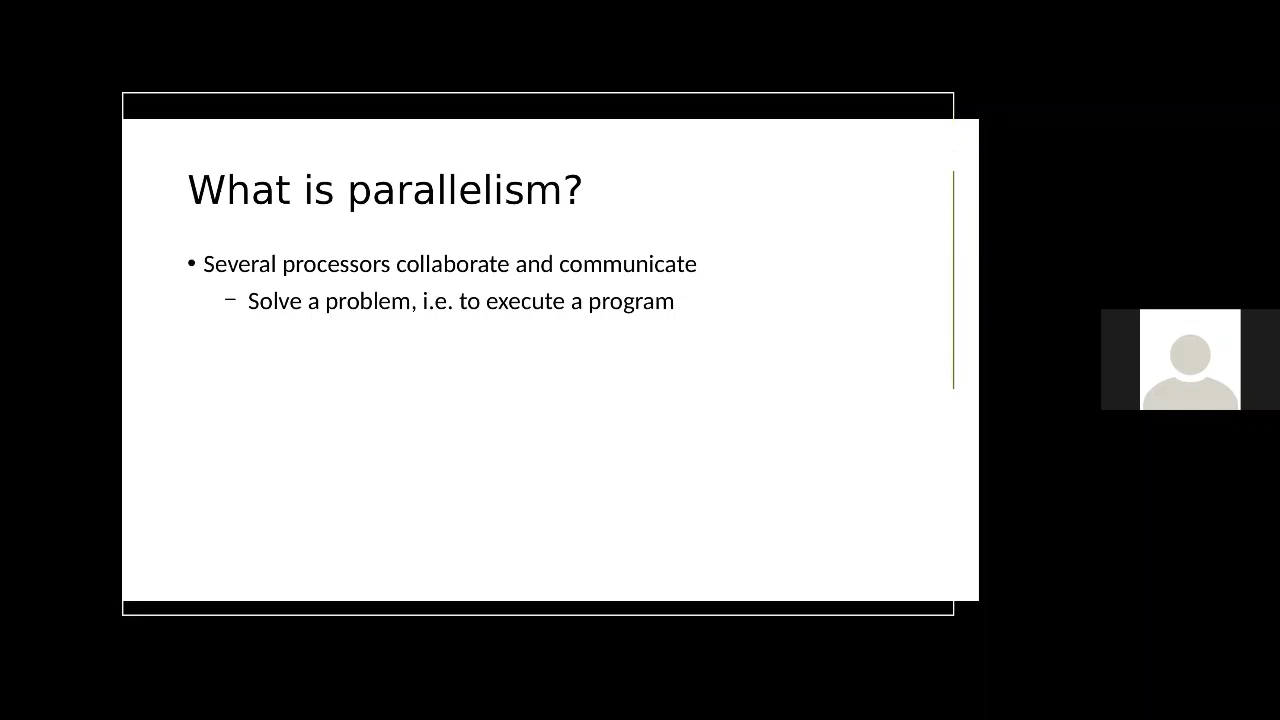 What is parallelism?
• Several processors collaborate and communicate
– Solve a problem, i.e. to execute a program